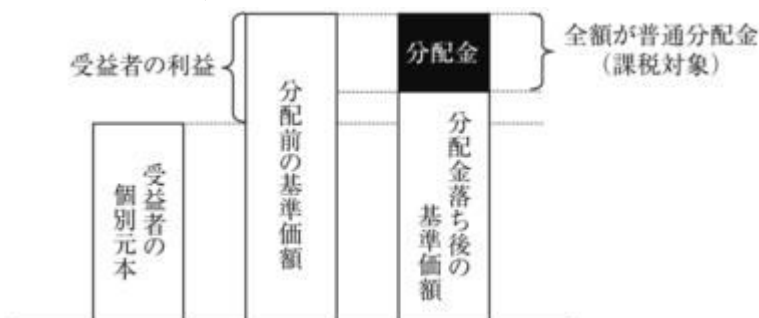 受益者の利益
分配金
全額が普通分配金
（課税対象）
受益者の
個別元本
分配前の基準価額
分配金落ち後の
基準価額